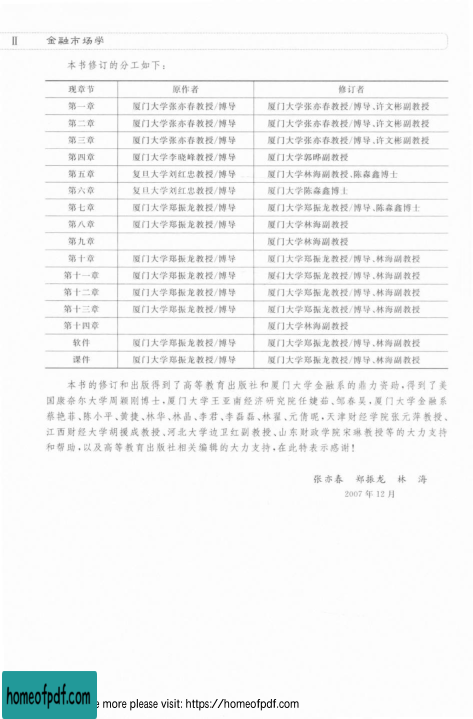 II 金融市场学
本书修订的分工如下：
现章节 原作者 修订者
第一章 厦门大学张亦春教授/博导 厦门大学张亦春教授/博导、许文彬副教授
第二章 厦门大学张亦春教授/博导 厦门大学张亦春教授/博导、许文彬副教授
第三章 厦门大学张亦春教授/博导 厦门大学张亦春教授/博导、许文彬副教授
第四章 厦门大学李晓峰教授/博导 厦门大学郭晔副教授
第五章 复旦大学刘红忠教授/博导 厦门大学林海副教授、陈淼鑫博士
第六章 复旦大学刘红忠教授/博导 厦门大学陈淼鑫博士
第七章 厦门大学郑振龙教授/博导 厦门大学郑振龙教授/博导、陈淼鑫博士
第八章 厦门大学郑振龙教授/博导 厦门大学林海副教授
第九章 厦门大学林海副教授
第十章 厦门大学郑振龙教授/博导 厦门大学郑振龙教授/博导、林海副教授
第十一章 厦门大学郑振龙教授/博导 厦门大学郑振龙教授/博导、林海副教授
第十二章 厦门大学郑振龙教授/博导 厦门大学郑振龙教授/博导、林海副教授
第十三章 厦门大学郑振龙教授/博导 厦门大学郑振龙教授/博导、林海副教授
第十四章 厦门大学林海副教授
软件 厦门大学郑振龙教授/博导 厦门大学郑振龙教授/博导、林海副教授
课件 厦门大学郑振龙教授/博导 厦门大学郑振龙教授/博导、林海副教授
本书的修订和出版得到了高等教育出版社和厦门大学金融系的鼎力资助，得到了美
国康奈尔大学周颖刚博士，厦门大学王亚南经济研究院任婕茹、邹春昊，厦门大学金融系
蔡艳菲、陈小平、黄捷、林华、林晶、李君、李磊磊、林翟、元倩昵，天津财经学院张元萍教授、
江西财经大学胡援成教授、河北大学边卫红副教授、山东财政学院宋琳教授等的大力支持
和帮助，以及高等教育出版社相关编辑的大力支持，在此特表示感谢！
张亦春 郑振龙 林 海
2007 年 12 月
homeofpdf.com
e more please visit: https://homeofpdf.com